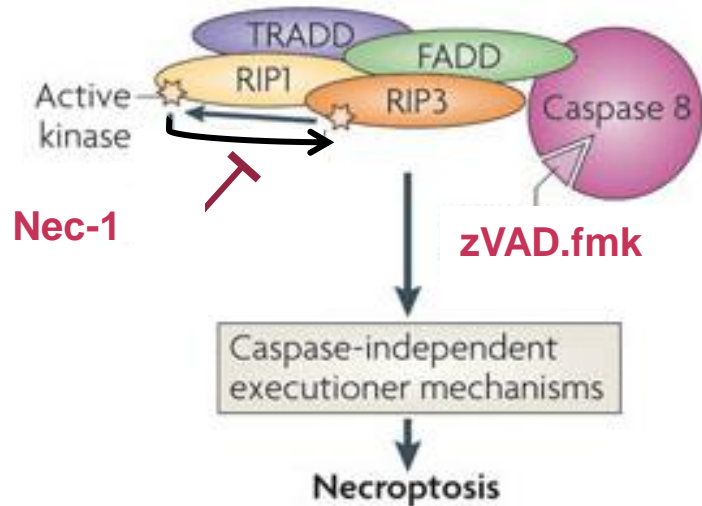 TRADD
FADD
RIP1
RIP3
Active
kinase
Caspase 8
Nec-1
zVAD.fmk
Caspase-independent
executioner mechanisms
Necroptosis